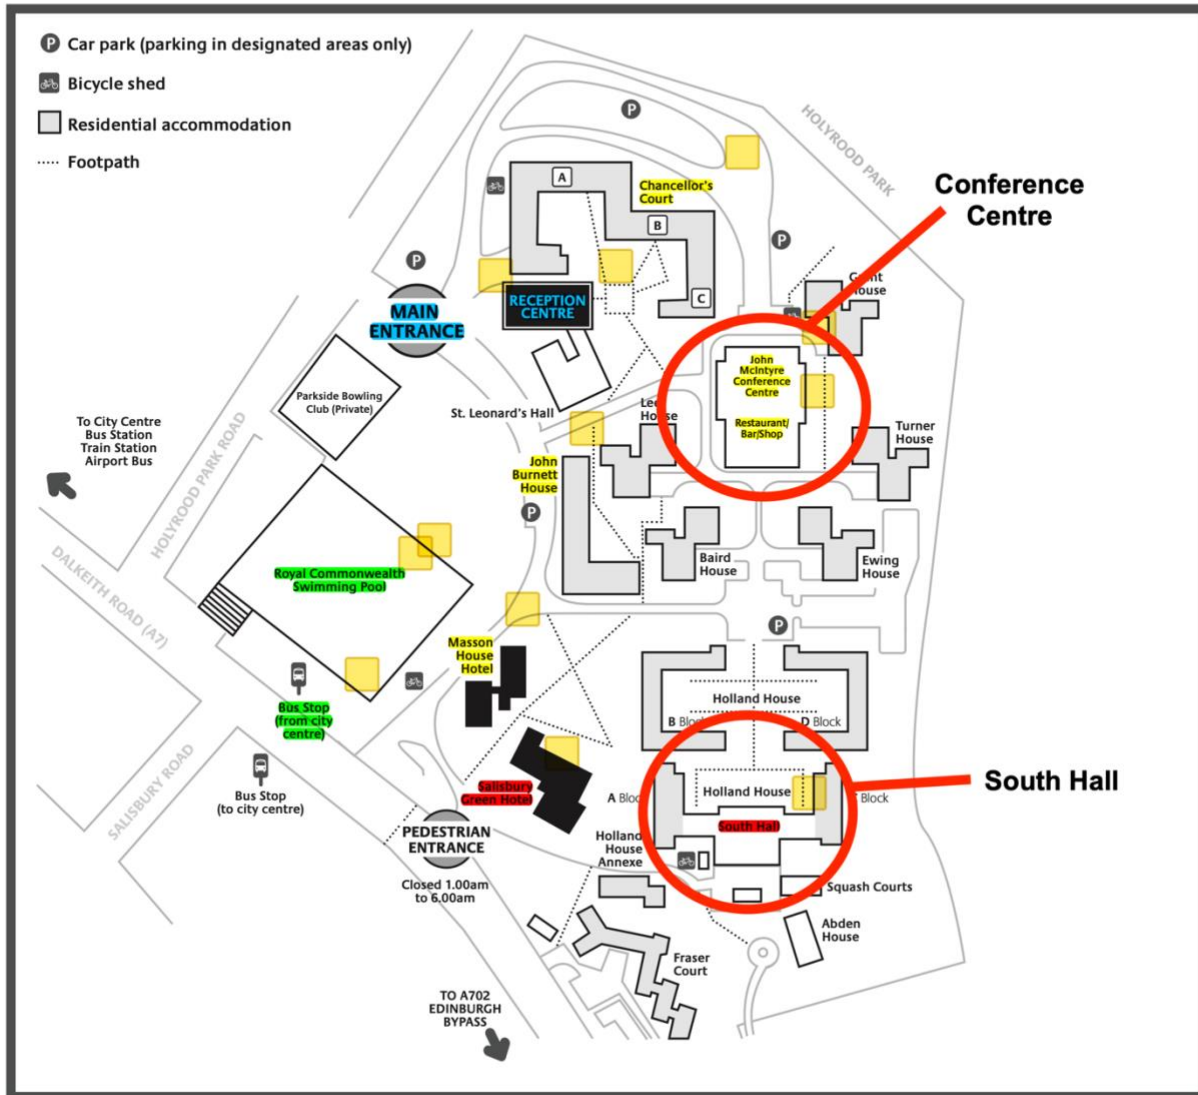 Car park (parking in designated areas only)
Bicycle shed
Residential accommodation
Footpath
P
P
P
P
P
P
HOLYROOD PARK
Conference
Centre
A
Chancellor's
Court
B
C
MAIN
ENTRANCE
RECEPTION
CENTRE
House
John
McIntyre
Conference
Centre
Restaurant/
Bar/Shop
Parkside Bowling
Club (Private)
St. Leonard's Hall
House
Turner
House
To City Centre
Bus Station
Train Station
Airport Bus
HOLYROOD PARK ROAD
John
Burnett
House
DALKEITH ROAD (A7)
Royal Commonwealth
Swimming Pool
Baird
House
Ewing
House
Masson
House
Hotel
Holland House
B Block
D Block
Bus Stop
(from city
centre)
SALISBURY ROAD
Bus Stop
(to city centre)
Salisbury
Green Hotel
A Block
Holland House
Block
South Hall
South Hall
PEDESTRIAN
ENTRANCE
Closed 1.00am
to 6.00am
Holland
House
Annexe
Squash Courts
Abden
House
Fraser
Court
TO A702
EDINBURGH
BYPASS